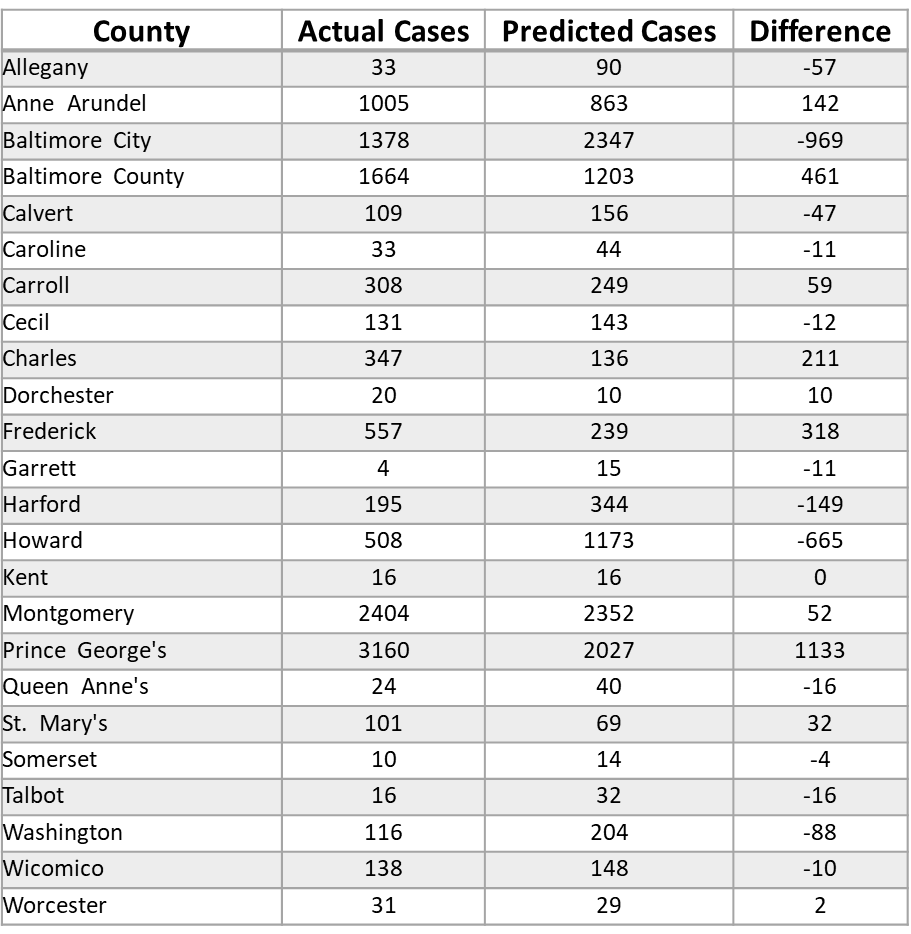 County Actual Cases Predicted Cases Difference
Allegany 33 90 -57
Anne Arundel 1005 863 142
Baltimore City 1378 2347 -969
Baltimore County 1664 1203 461
Calvert 109 156 -47
Caroline 33 44 -11
Carroll 308 249 59
Cecil 131 143 -12
Charles 347 136 211
Dorchester 20 10 10
Frederick 557 239 318
Garrett 4 15 -11
Harford 195 344 -149
Howard 508 1173 -665
Kent 16 16 0
Montgomery 2404 2352 52
Prince George's 3160 2027 1133
Queen Anne's 24 40 -16
St. Mary's 101 69 32
Somerset 10 14 -4
Talbot 16 32 -16
Washington 116 204 -88
Wicomico 138 148 -10
Worcester 31 29 2